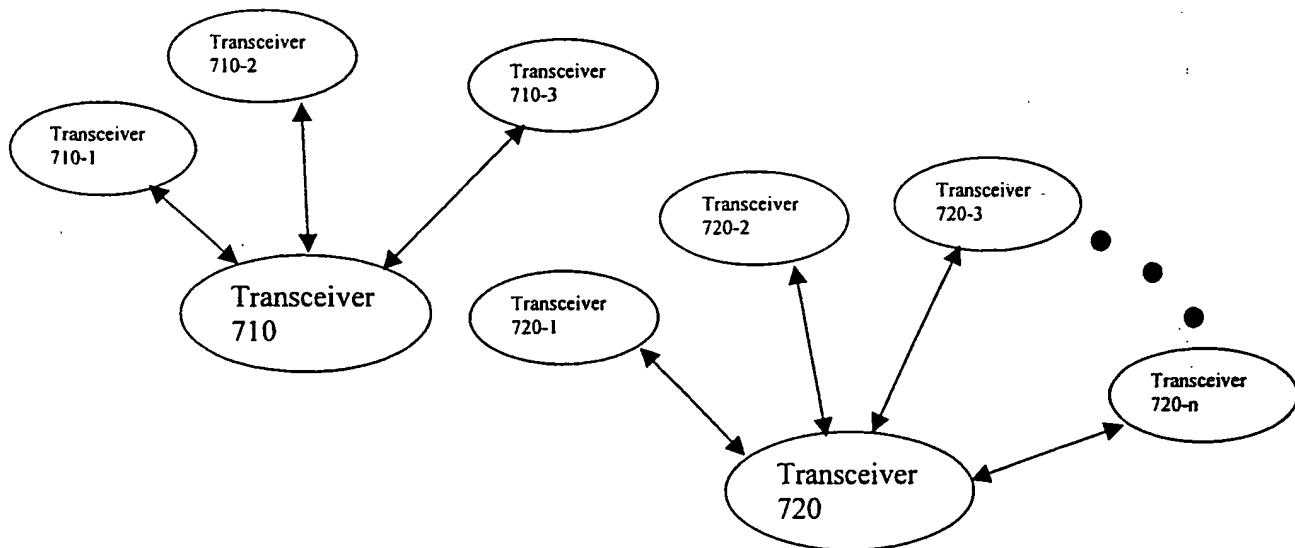 Transceiver
710-1
Transceiver
710-2
Transceiver
710-3
Transceiver
710
Transceiver
720-1
Transceiver
720-2
Transceiver
720-3
Transceiver
720-n
Transceiver
720